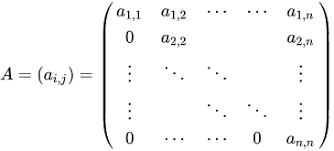 A = (a_{i,j}) = \begin{pmatrix} a_{1,1} & a_{1,2} & \cdots & \cdots & a_{1,n} \\
0 & a_{2,2} & & & a_{2,n} \\
\vdots & \ddots & \ddots & & \vdots \\
\vdots & & \ddots & \ddots & \vdots \\
0 & \cdots & \cdots & 0 & a_{n,n} \end{pmatrix}